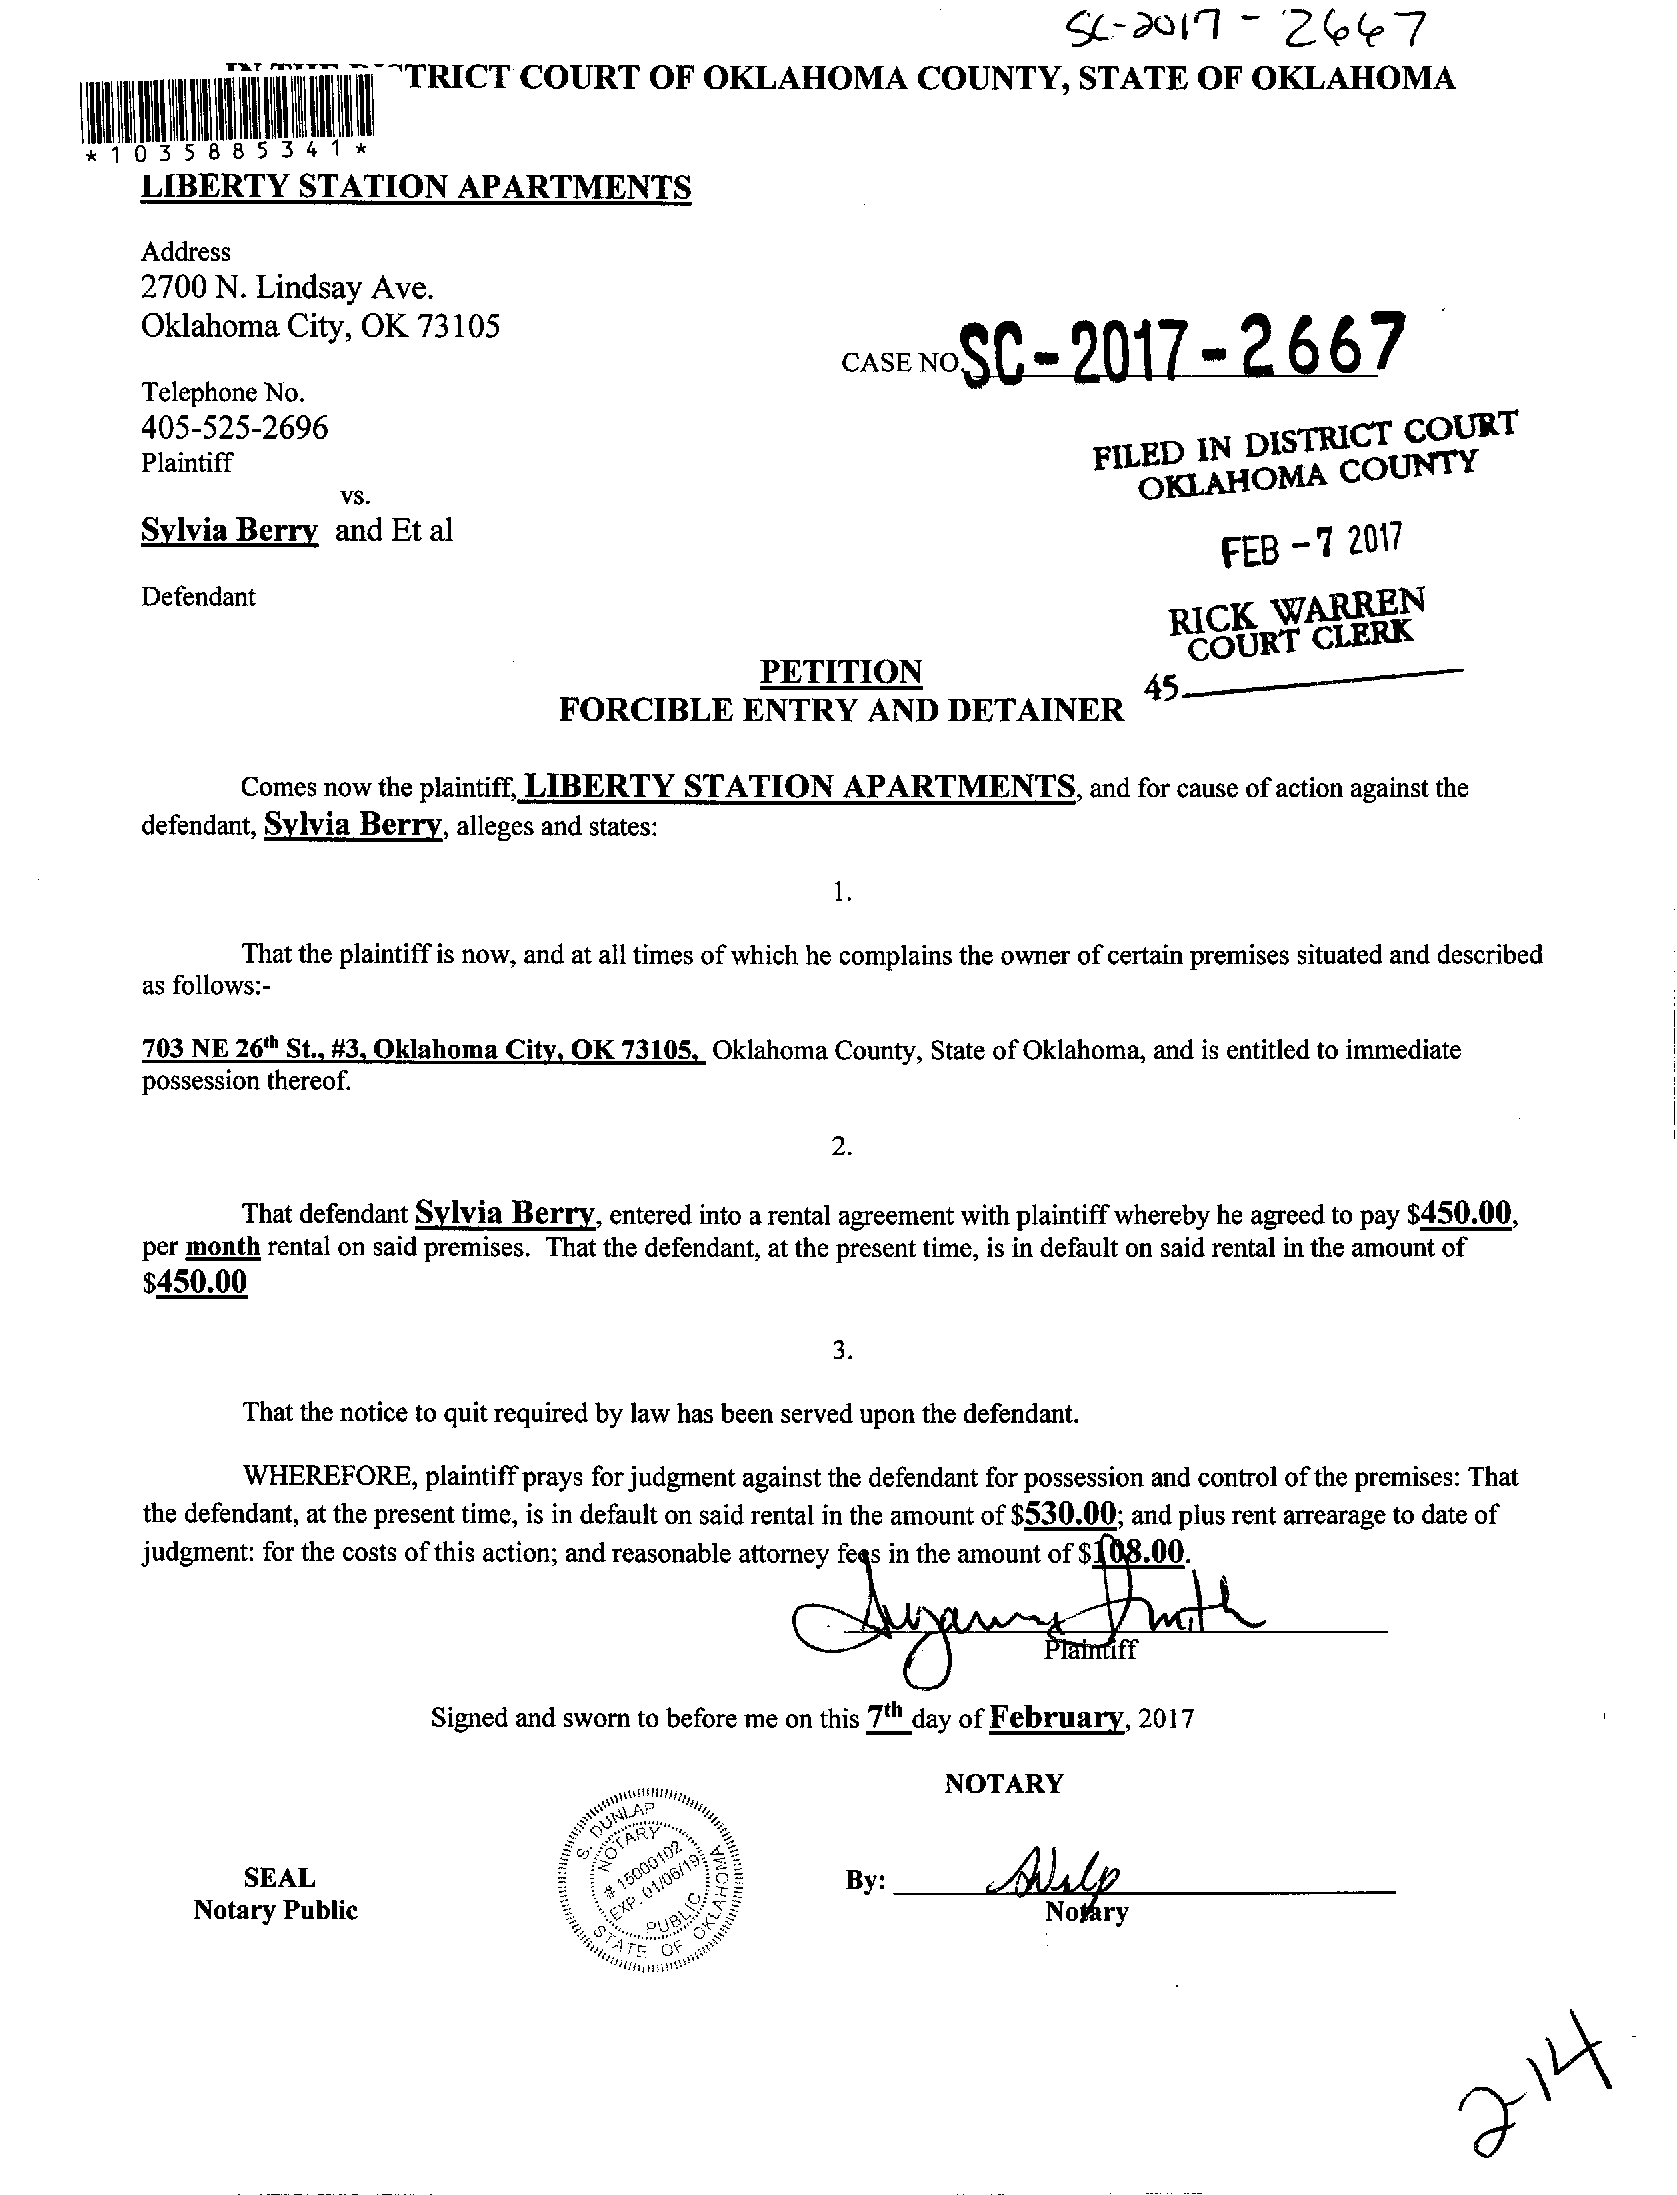 SC-2017-2667
IN THE DISTRICT COURT OF OKLAHOMA COUNTY, STATE OF OKLAHOMA
*1035885341*
LIBERTY STATION APARTMENTS
Address
2700 N. Lindsay Ave.
Oklahoma City, OK 73105
CASE NO. SC-2017-2667
Telephone No.
405-525-2696
Plaintiff
FILED IN DISTRICT COURT
OKLAHOMA COUNTY
vs.
Sylvia Berry and Et al
FEB -7 2017
Defendant
RICK WARREN
COURT CLERK
45
PETITION
FORCIBLE ENTRY AND DETAINER
Comes now the plaintiff, LIBERTY STATION APARTMENTS, and for cause of action against the
defendant, Sylvia Berry, alleges and states:
1.
That the plaintiff is now, and at all times of which he complains the owner of certain premises situated and described
as follows:-
703 NE 26th St., #3, Oklahoma City, OK 73105, Oklahoma County, State of Oklahoma, and is entitled to immediate
possession thereof.
2.
That defendant Sylvia Berry, entered into a rental agreement with plaintiff whereby he agreed to pay $450.00,
per month rental on said premises. That the defendant, at the present time, is in default on said rental in the amount of
$450.00
3.
That the notice to quit required by law has been served upon the defendant.
WHEREFORE, plaintiff prays for judgment against the defendant for possession and control of the premises: That
the defendant, at the present time, is in default on said rental in the amount of $530.00; and plus rent arrearage to date of
judgment: for the costs of this action; and reasonable attorney fees in the amount of $108.00.
Suzanne Smith
Plaintiff
Signed and sworn to before me on this 7th day of February, 2017
NOTARY
S. DUNLAP
NOTARY
# 15000102
EXP. 01/06/19
PUBLIC
STATE OF OKLAHOMA
SEAL
Notary Public
By:
Notary
2-14